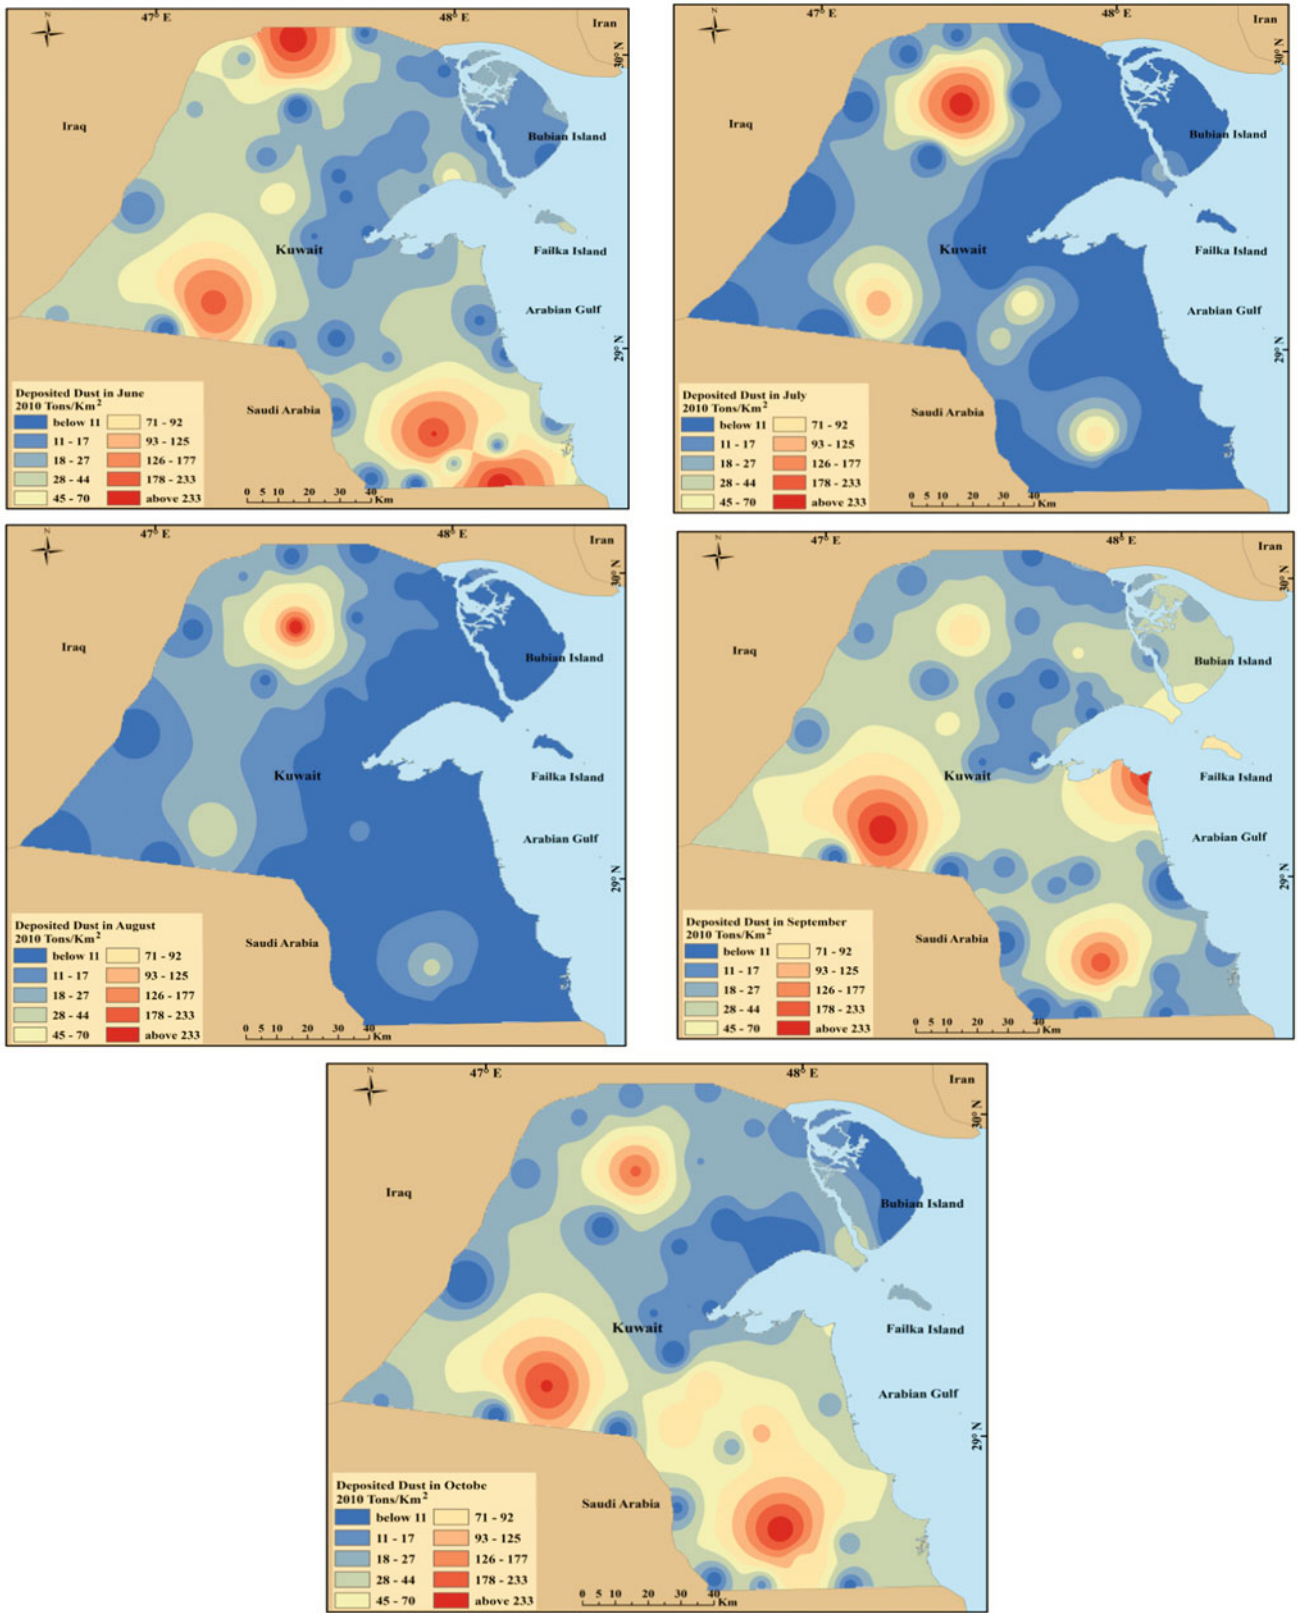 47° E
48° E
N
Iran
30° N
Iraq
Bubian Island
Kuwait
Failka Island
Arabian Gulf
29° N
Saudi Arabia
Deposited Dust in June
2010 Tons/Km²
below 11 71 - 92
11 - 17 93 - 125
18 - 27 126 - 177
28 - 44 178 - 233
45 - 70 above 233
0 5 10 20 30 40 Km
47° E
48° E
N
Iran
30° N
Iraq
Bubian Island
Kuwait
Failka Island
Arabian Gulf
29° N
Saudi Arabia
Deposited Dust in July
2010 Tons/Km²
below 11 71 - 92
11 - 17 93 - 125
18 - 27 126 - 177
28 - 44 178 - 233
45 - 70 above 233
0 5 10 20 30 40 Km
47° E
48° E
N
Iran
30° N
Iraq
Bubian Island
Kuwait
Failka Island
Arabian Gulf
29° N
Saudi Arabia
Deposited Dust in August
2010 Tons/Km²
below 11 71 - 92
11 - 17 93 - 125
18 - 27 126 - 177
28 - 44 178 - 233
45 - 70 above 233
0 5 10 20 30 40 Km
47° E
48° E
N
Iran
30° N
Iraq
Bubian Island
Kuwait
Failka Island
Arabian Gulf
29° N
Saudi Arabia
Deposited Dust in September
2010 Tons/Km²
below 11 71 - 92
11 - 17 93 - 125
18 - 27 126 - 177
28 - 44 178 - 233
45 - 70 above 233
0 5 10 20 30 40 Km
47° E
48° E
N
Iran
30° N
Iraq
Bubian Island
Kuwait
Failka Island
Arabian Gulf
29° N
Saudi Arabia
Deposited Dust in Octobe
2010 Tons/Km²
below 11 71 - 92
11 - 17 93 - 125
18 - 27 126 - 177
28 - 44 178 - 233
45 - 70 above 233
0 5 10 20 30 40 Km